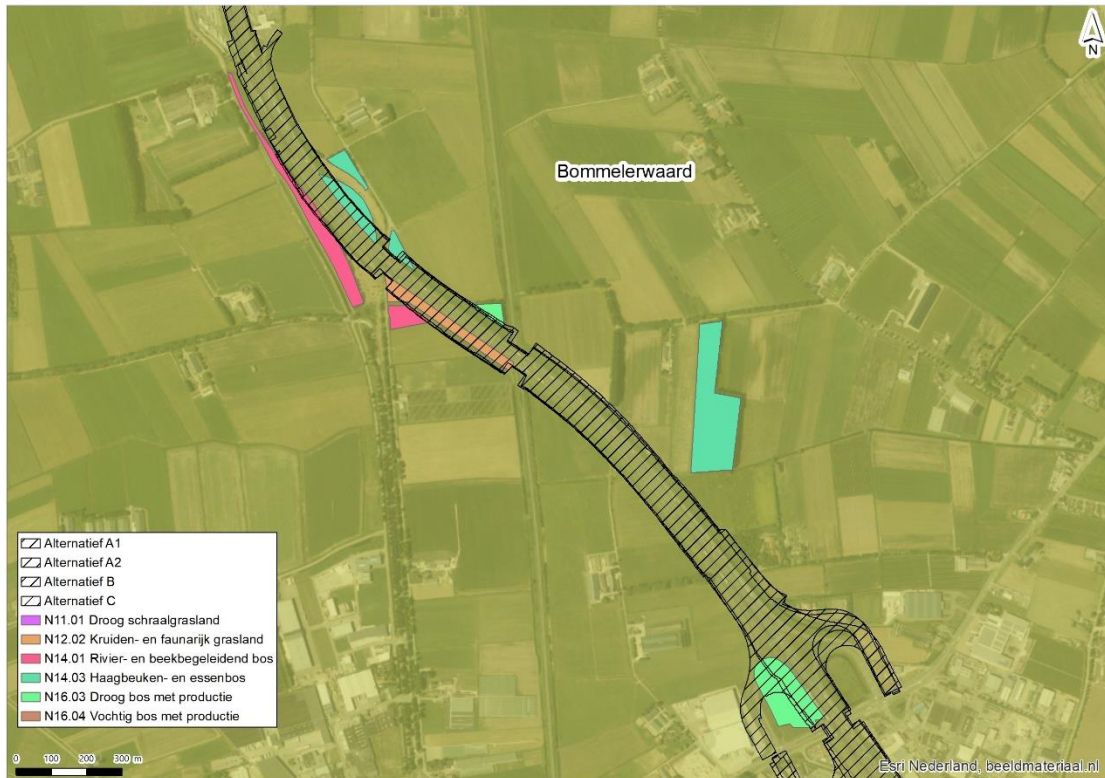 N
Bommelerwaard
Alternatief A1
Alternatief A2
Alternatief B
Alternatief C
N11.01 Droog schraalgrasland
N12.02 Kruiden- en faunarijk grasland
N14.01 Rivier- en beekbegeleidend bos
N14.03 Haagbeuken- en essenbos
N16.03 Droog bos met productie
N16.04 Vochtig bos met productie
0 100 200 300 m
Esri Nederland, beeldmateriaal.nl